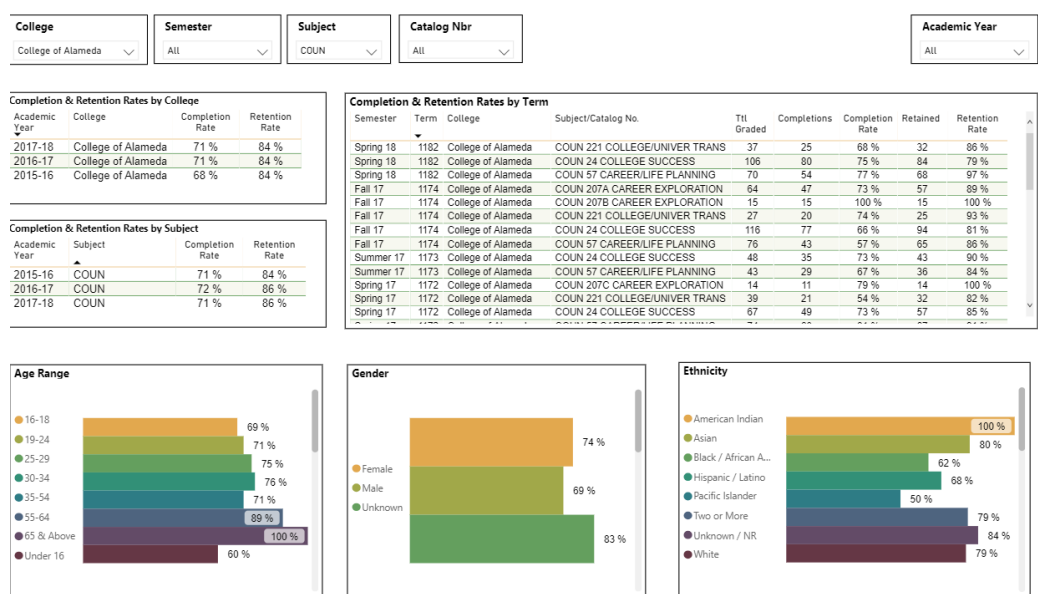 College Semester Subject Catalog Nbr Academic Year
College of Alameda All COUN All All
Completion & Retention Rates by College
Academic Year College Completion Rate Retention Rate
2017-18 College of Alameda 71 % 84 %
2016-17 College of Alameda 71 % 84 %
2015-16 College of Alameda 68 % 84 %
Completion & Retention Rates by Subject
Academic Year Subject Completion Rate Retention Rate
2015-16 COUN 71 % 84 %
2016-17 COUN 72 % 86 %
2017-18 COUN 71 % 86 %
Completion & Retention Rates by Term
Semester Term College Subject/Catalog No. Ttl Graded Completions Completion Rate Retained Retention Rate
Spring 18 1182 College of Alameda COUN 221 COLLEGE/UNIVER TRANS 37 25 68 % 32 86 %
Spring 18 1182 College of Alameda COUN 24 COLLEGE SUCCESS 106 80 75 % 84 79 %
Spring 18 1182 College of Alameda COUN 57 CAREER/LIFE PLANNING 70 54 77 % 68 97 %
Fall 17 1174 College of Alameda COUN 207A CAREER EXPLORATION 64 47 73 % 57 89 %
Fall 17 1174 College of Alameda COUN 207B CAREER EXPLORATION 15 15 100 % 15 100 %
Fall 17 1174 College of Alameda COUN 221 COLLEGE/UNIVER TRANS 27 20 74 % 25 93 %
Fall 17 1174 College of Alameda COUN 24 COLLEGE SUCCESS 116 77 66 % 94 81 %
Fall 17 1174 College of Alameda COUN 57 CAREER/LIFE PLANNING 76 43 57 % 65 86 %
Summer 17 1173 College of Alameda COUN 24 COLLEGE SUCCESS 48 35 73 % 43 90 %
Summer 17 1173 College of Alameda COUN 57 CAREER/LIFE PLANNING 43 29 67 % 36 84 %
Spring 17 1172 College of Alameda COUN 207C CAREER EXPLORATION 14 11 79 % 14 100 %
Spring 17 1172 College of Alameda COUN 221 COLLEGE/UNIVER TRANS 39 21 54 % 32 82 %
Spring 17 1172 College of Alameda COUN 24 COLLEGE SUCCESS 67 49 73 % 57 85 %
Age Range
16-18 69 %
19-24 71 %
25-29 75 %
30-34 76 %
35-54 71 %
55-64 89 %
65 & Above 100 %
Under 16 60 %
Gender
Female 74 %
Male 69 %
Unknown 83 %
Ethnicity
American Indian 100 %
Asian 80 %
Black / African A... 62 %
Hispanic / Latino 68 %
Pacific Islander 50 %
Two or More 79 %
Unknown / NR 84 %
White 79 %